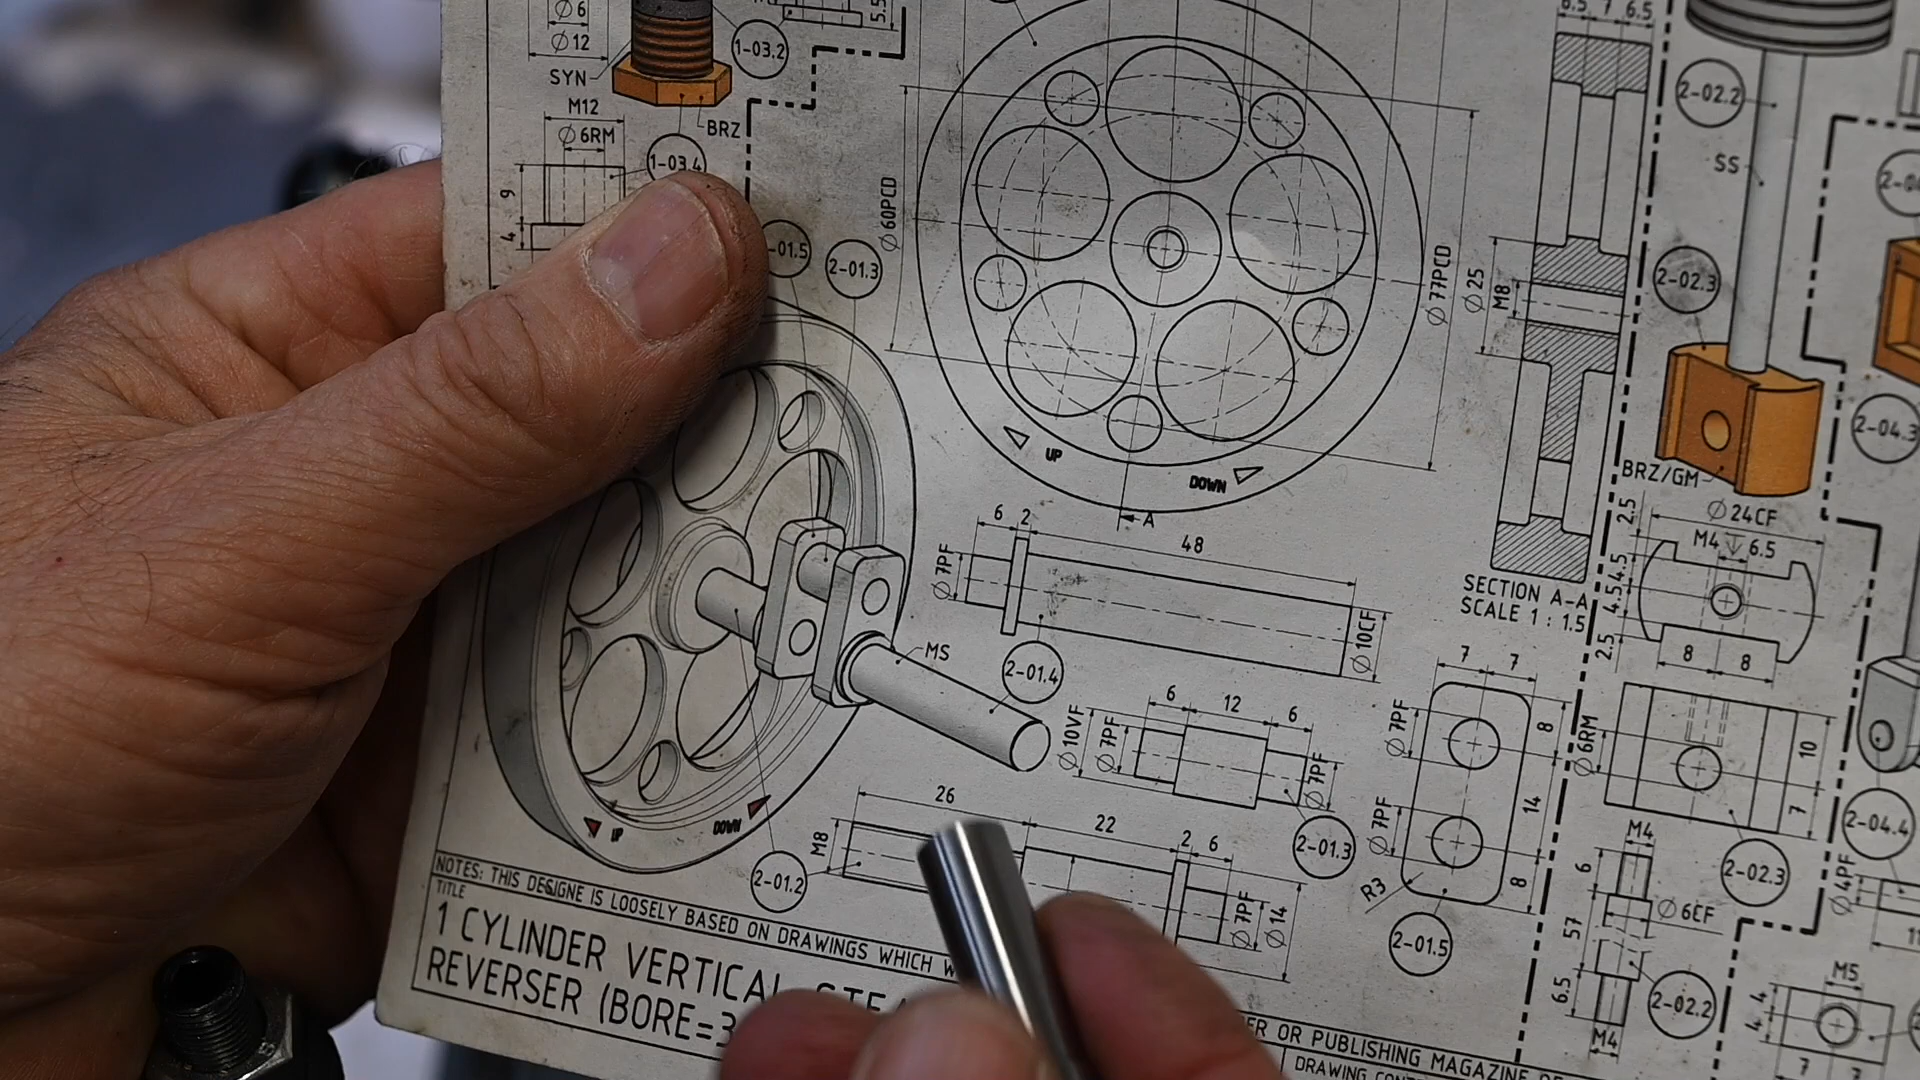 Ø6
Ø12
SYN
M12
Ø6RM
BRZ
1-03.2
1-03.4
9
4
5.5
-01.5
2-01.3
Ø60PCD
Ø77PCD
Ø25
M8
6.5 7 6.5
UP
DOWN
A
SECTION A-A
SCALE 1 : 1.5
2-02.2
SS
2-02.3
BRZ/GM
Ø24CF
M4 ↧ 6.5
2.5
4.5
4.5
2.5
8 8
6 2
48
Ø7PF
Ø10CF
2-01.4
MS
6 12 6
Ø10VF
Ø7PF
Ø7PF
2-01.3
7 7
Ø7PF
Ø7PF
8
14
8
R3
2-01.5
Ø6RM
10
7
2-02.3
M4
6
57
6.5
Ø6CF
2-02.2
M4
2-04.3
2-04.4
Ø4PF
M5
4
4
7
UP
DOWN
26
22
2 6
M8
Ø7PF
Ø14
2-01.2
NOTES: THIS DESIGNE IS LOOSELY BASED ON DRAWINGS WHICH
ER OR PUBLISHING MAGAZINE
TITLE
1 CYLINDER VERTICAL
REVERSER (BORE=3
DRAWING